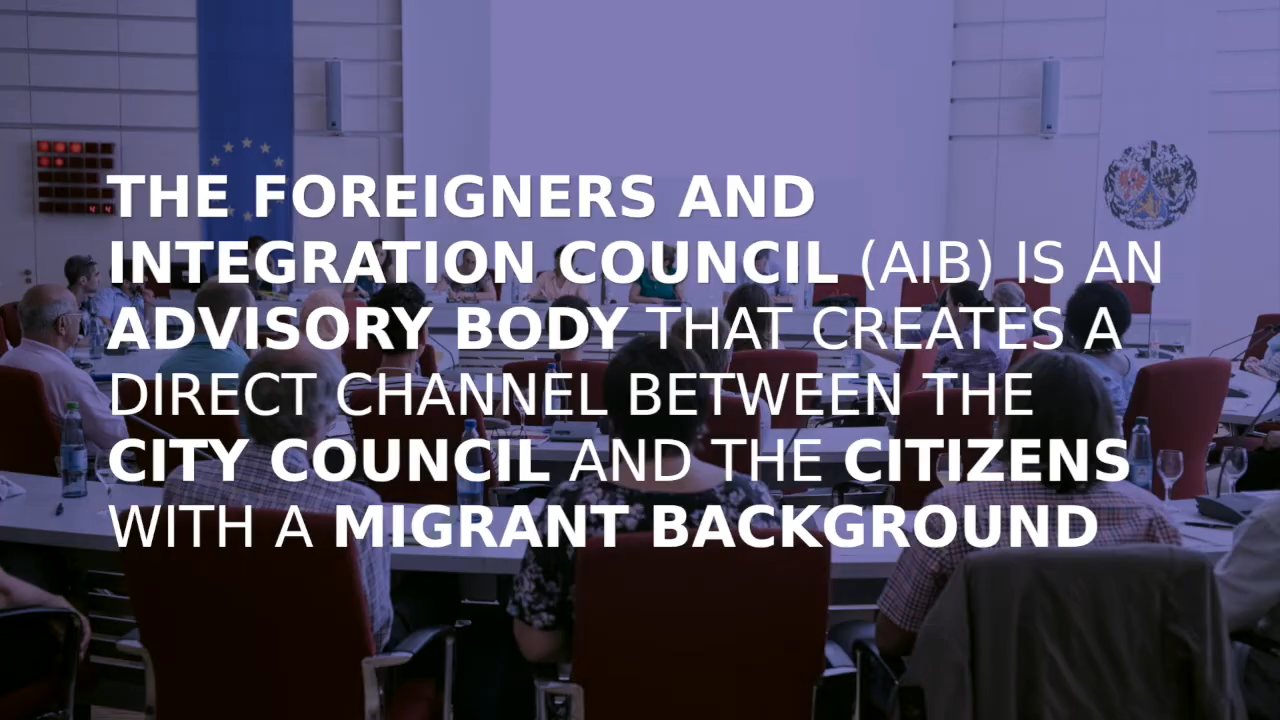 THE FOREIGNERS AND
INTEGRATION COUNCIL (AIB) IS AN
ADVISORY BODY THAT CREATES A
DIRECT CHANNEL BETWEEN THE
CITY COUNCIL AND THE CITIZENS
WITH A MIGRANT BACKGROUND